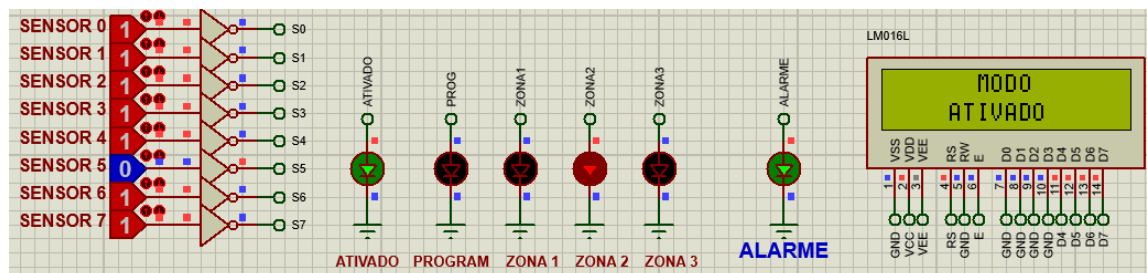 SENSOR 0 1 S0
SENSOR 1 1 S1
SENSOR 2 1 S2
SENSOR 3 1 S3
SENSOR 4 1 S4
SENSOR 5 0 S5
SENSOR 6 1 S6
SENSOR 7 1 S7
ATIVADO
PROG
ZONA1
ZONA2
ZONA3
ALARME
ATIVADO PROGRAM ZONA 1 ZONA 2 ZONA 3
ALARME
LM016L
MODO
ATIVADO
VSS VDD VEE RS RW E D0 D1 D2 D3 D4 D5 D6 D7
1 2 3 4 5 6 7 8 9 10 11 12 13 14
GND VCC VEE RS GND E GND GND GND GND D4 D5 D6 D7